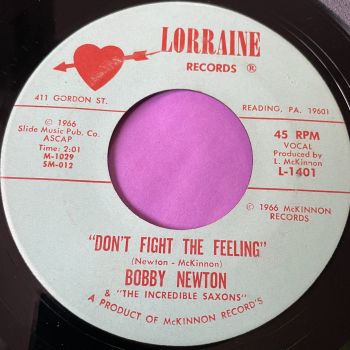 LORRAINE
RECORDS ®
411 GORDON ST.
READING, PA. 19601
© 1966
Slide Music Pub. Co.
ASCAP
Time: 2:01
M-1029
SM-012
45 RPM
VOCAL
Produced by
L. McKinnon
L-1401
© 1966 McKINNON
RECORDS
"DON'T FIGHT THE FEELING"
(Newton - McKinnon)
BOBBY NEWTON
& "THE INCREDIBLE SAXONS"
A PRODUCT OF McKINNON RECORD'S